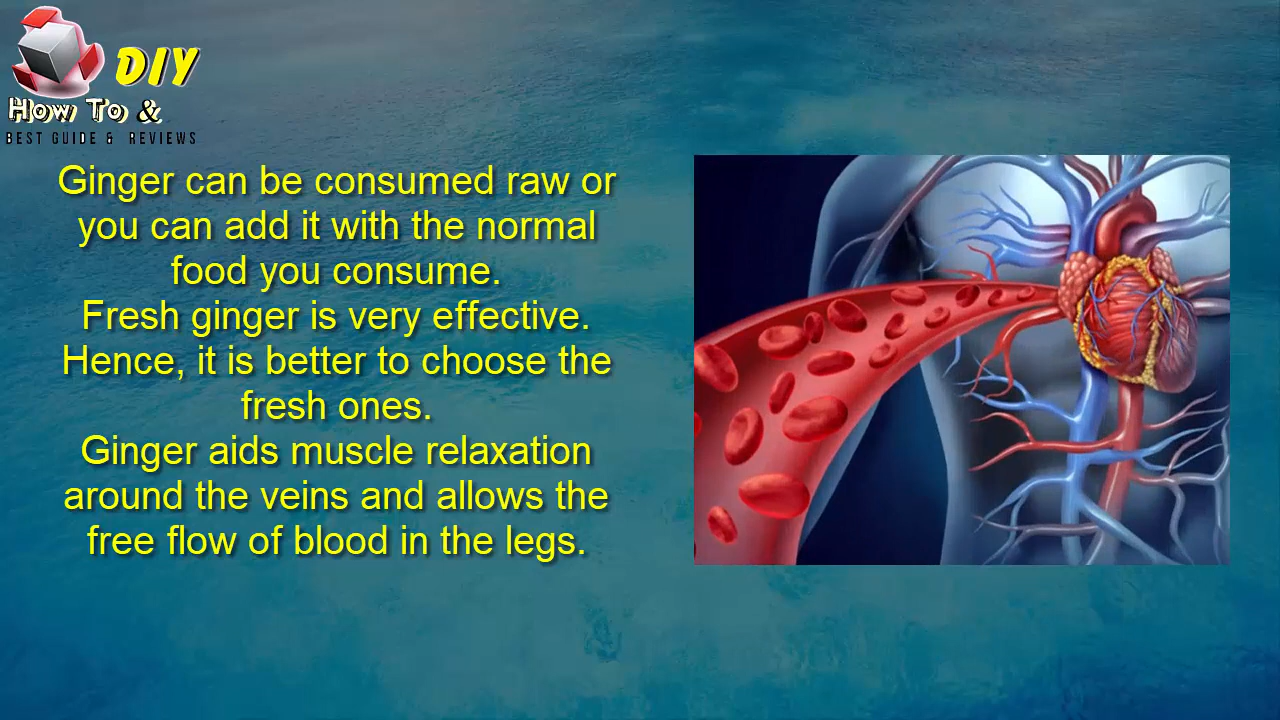 DIY
How To &
BEST GUIDE & REVIEWS
Ginger can be consumed raw or
you can add it with the normal
food you consume.
Fresh ginger is very effective.
Hence, it is better to choose the
fresh ones.
Ginger aids muscle relaxation
around the veins and allows the
free flow of blood in the legs.